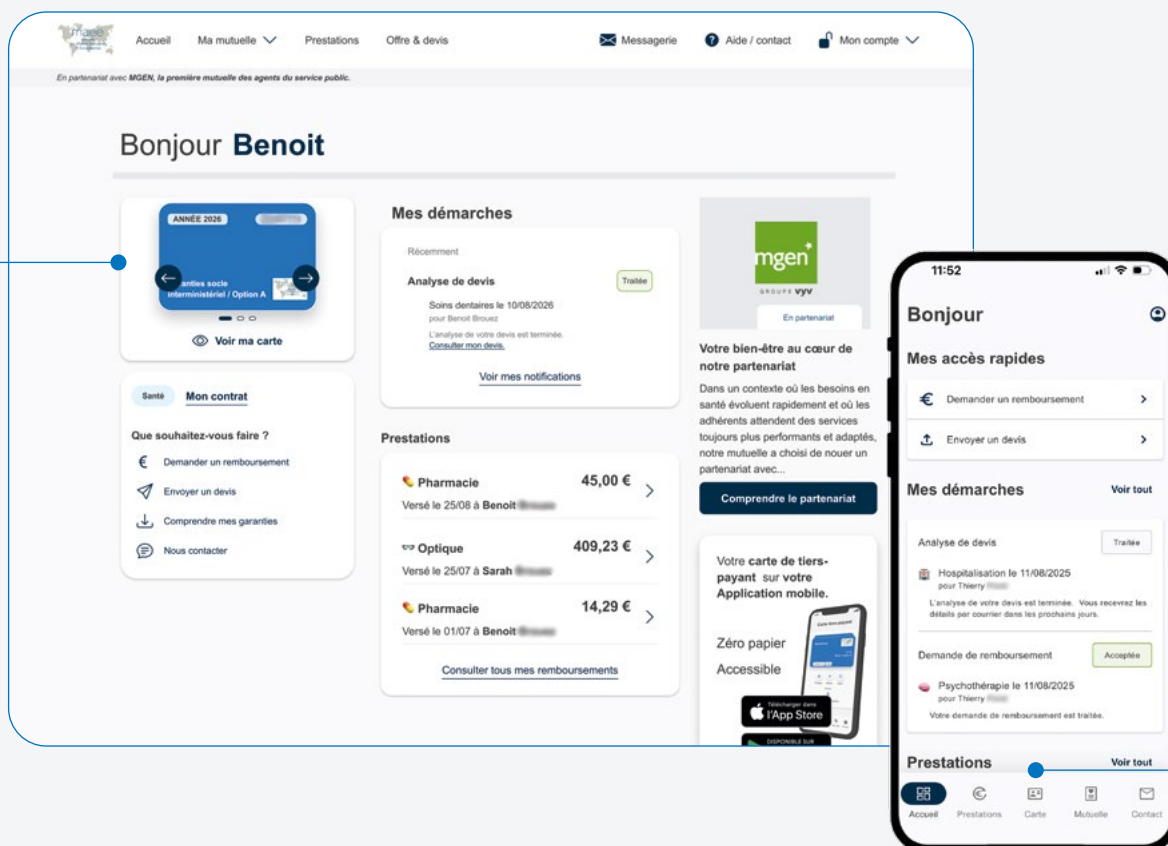 maee
Accueil
Ma mutuelle
Prestations
Offre & devis
Messagerie
Aide / contact
Mon compte
En partenariat avec MGEN, la première mutuelle des agents du service public.
Bonjour Benoit
ANNÉE 2026
anties socle
interministériel / Option A
Voir ma carte
Santé
Mon contrat
Que souhaitez-vous faire ?
Demander un remboursement
Envoyer un devis
Comprendre mes garanties
Nous contacter
Mes démarches
Récemment
Analyse de devis
Traitée
Soins dentaires le 10/08/2026
pour Benoit Brouez
L'analyse de votre devis est terminée.
Consulter mon devis.
Voir mes notifications
Prestations
Pharmacie
45,00 €
Versé le 25/08 à Benoit
Optique
409,23 €
Versé le 25/07 à Sarah
Pharmacie
14,29 €
Versé le 01/07 à Benoit
Consulter tous mes remboursements
mgen
GROUPE vyv
En partenariat
Votre bien-être au cœur de
notre partenariat
Dans un contexte où les besoins en
santé évoluent rapidement et où les
adhérents attendent des services
toujours plus performants et adaptés,
notre mutuelle a choisi de nouer un
partenariat avec...
Comprendre le partenariat
Votre carte de tiers-
payant sur votre
Application mobile.
Zéro papier
Accessible
Carte tiers payant
Télécharger dans
l'App Store
DISPONIBLE SUR
11:52
Bonjour
Mes accès rapides
Demander un remboursement
Envoyer un devis
Mes démarches
Voir tout
Analyse de devis
Traitée
Hospitalisation le 11/08/2025
pour Thierry
L'analyse de votre devis est terminée. Vous recevrez les
détails par courrier dans les prochains jours.
Demande de remboursement
Acceptée
Psychothérapie le 11/08/2025
pour Thierry
Votre demande de remboursement est traitée.
Prestations
Voir tout
Accueil
Prestations
Carte
Mutuelle
Contact